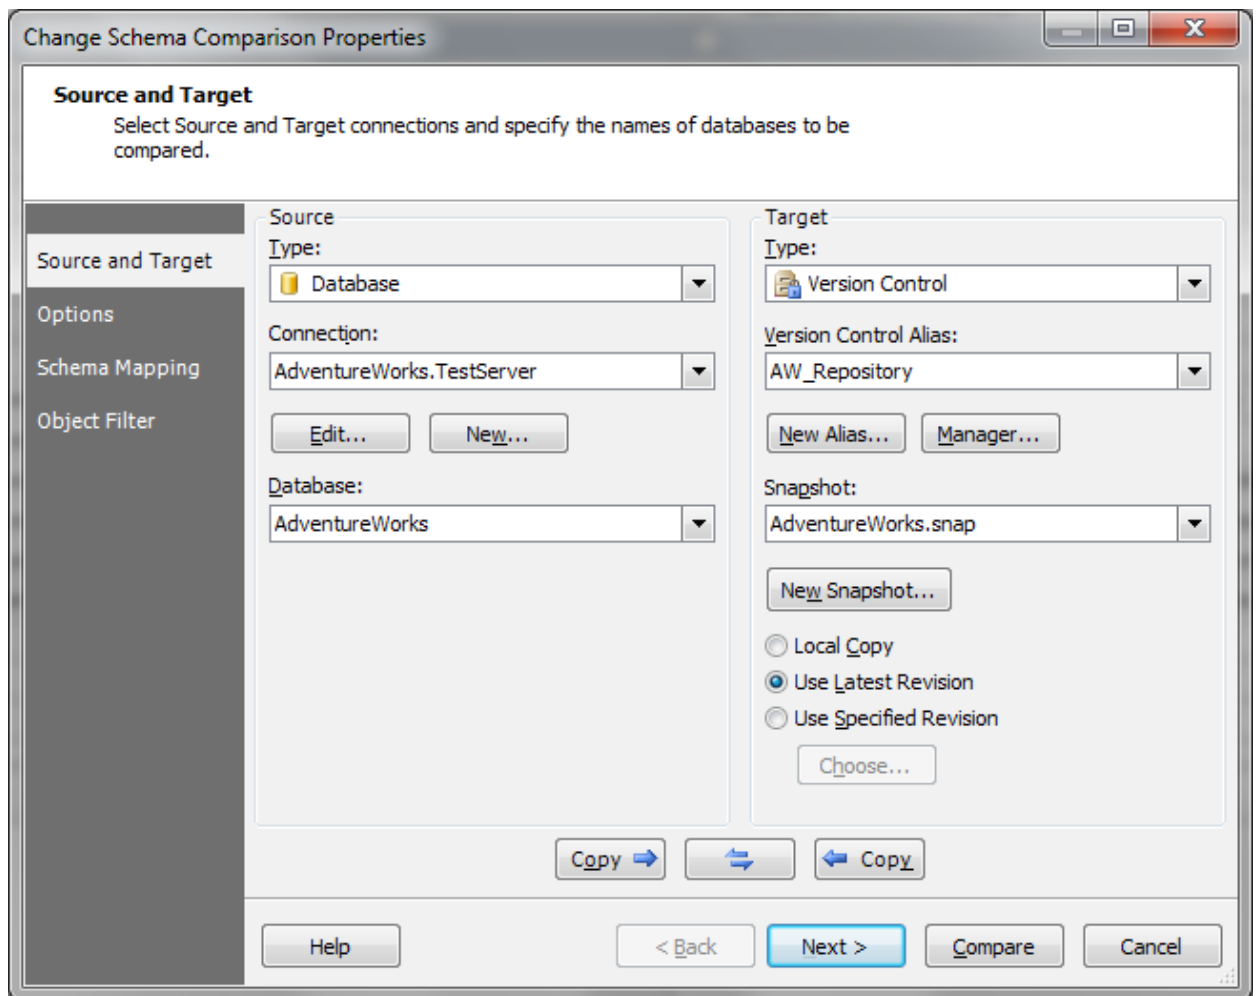 Change Schema Comparison Properties
X
Source and Target
Select Source and Target connections and specify the names of databases to be
compared.
Source and Target
Options
Schema Mapping
Object Filter
Source
Type:
Database
Connection:
AdventureWorks.TestServer
Edit...
New...
Database:
AdventureWorks
Target
Type:
Version Control
Version Control Alias:
AW_Repository
New Alias...
Manager...
Snapshot:
AdventureWorks.snap
New Snapshot...
Local Copy
Use Latest Revision
Use Specified Revision
Choose...
Copy
Copy
Help
< Back
Next >
Compare
Cancel